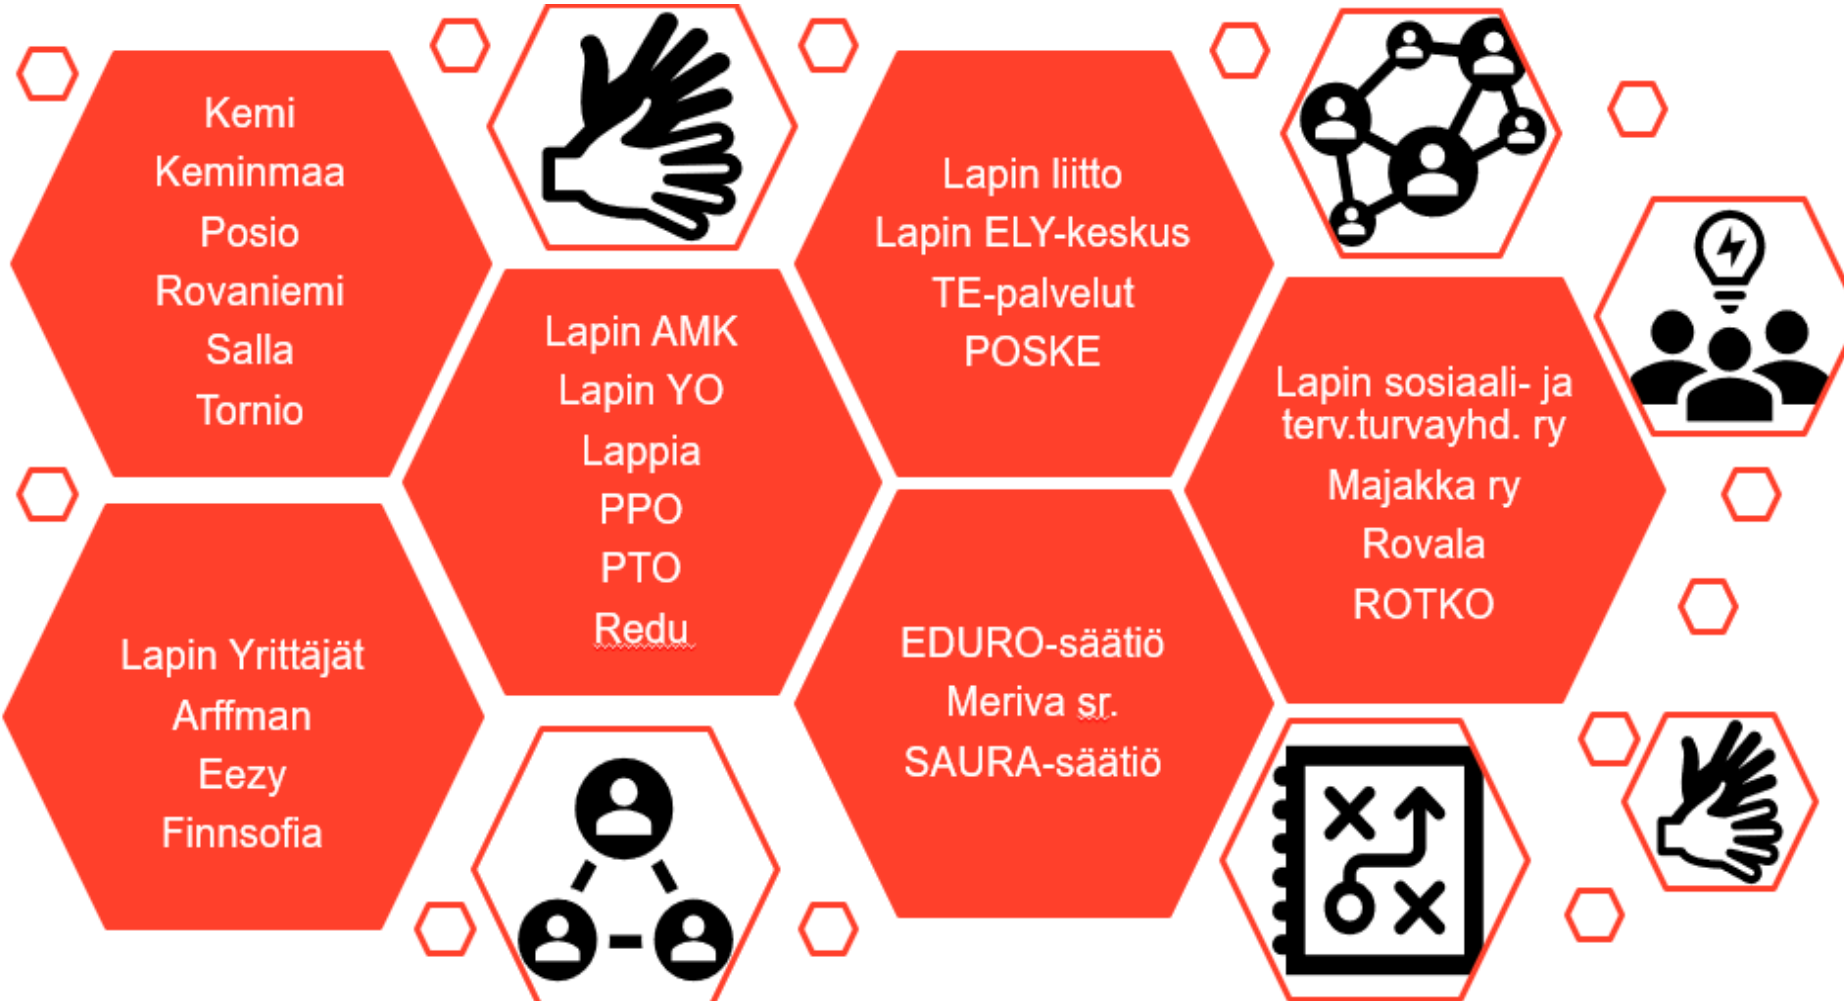 Kemi
Keminmaa
Posio
Rovaniemi
Salla
Tornio
Lapin Yrittäjät
Arffman
Eezy
Finnsofia
Lapin AMK
Lapin YO
Lappia
PPO
PTO
Redu
Lapin liitto
Lapin ELY-keskus
TE-palvelut
POSKE
EDURO-säätiö
Meriva sr.
SAURA-säätiö
Lapin sosiaali- ja
terv.turvayhd. ry
Majakka ry
Rovala
ROTKO